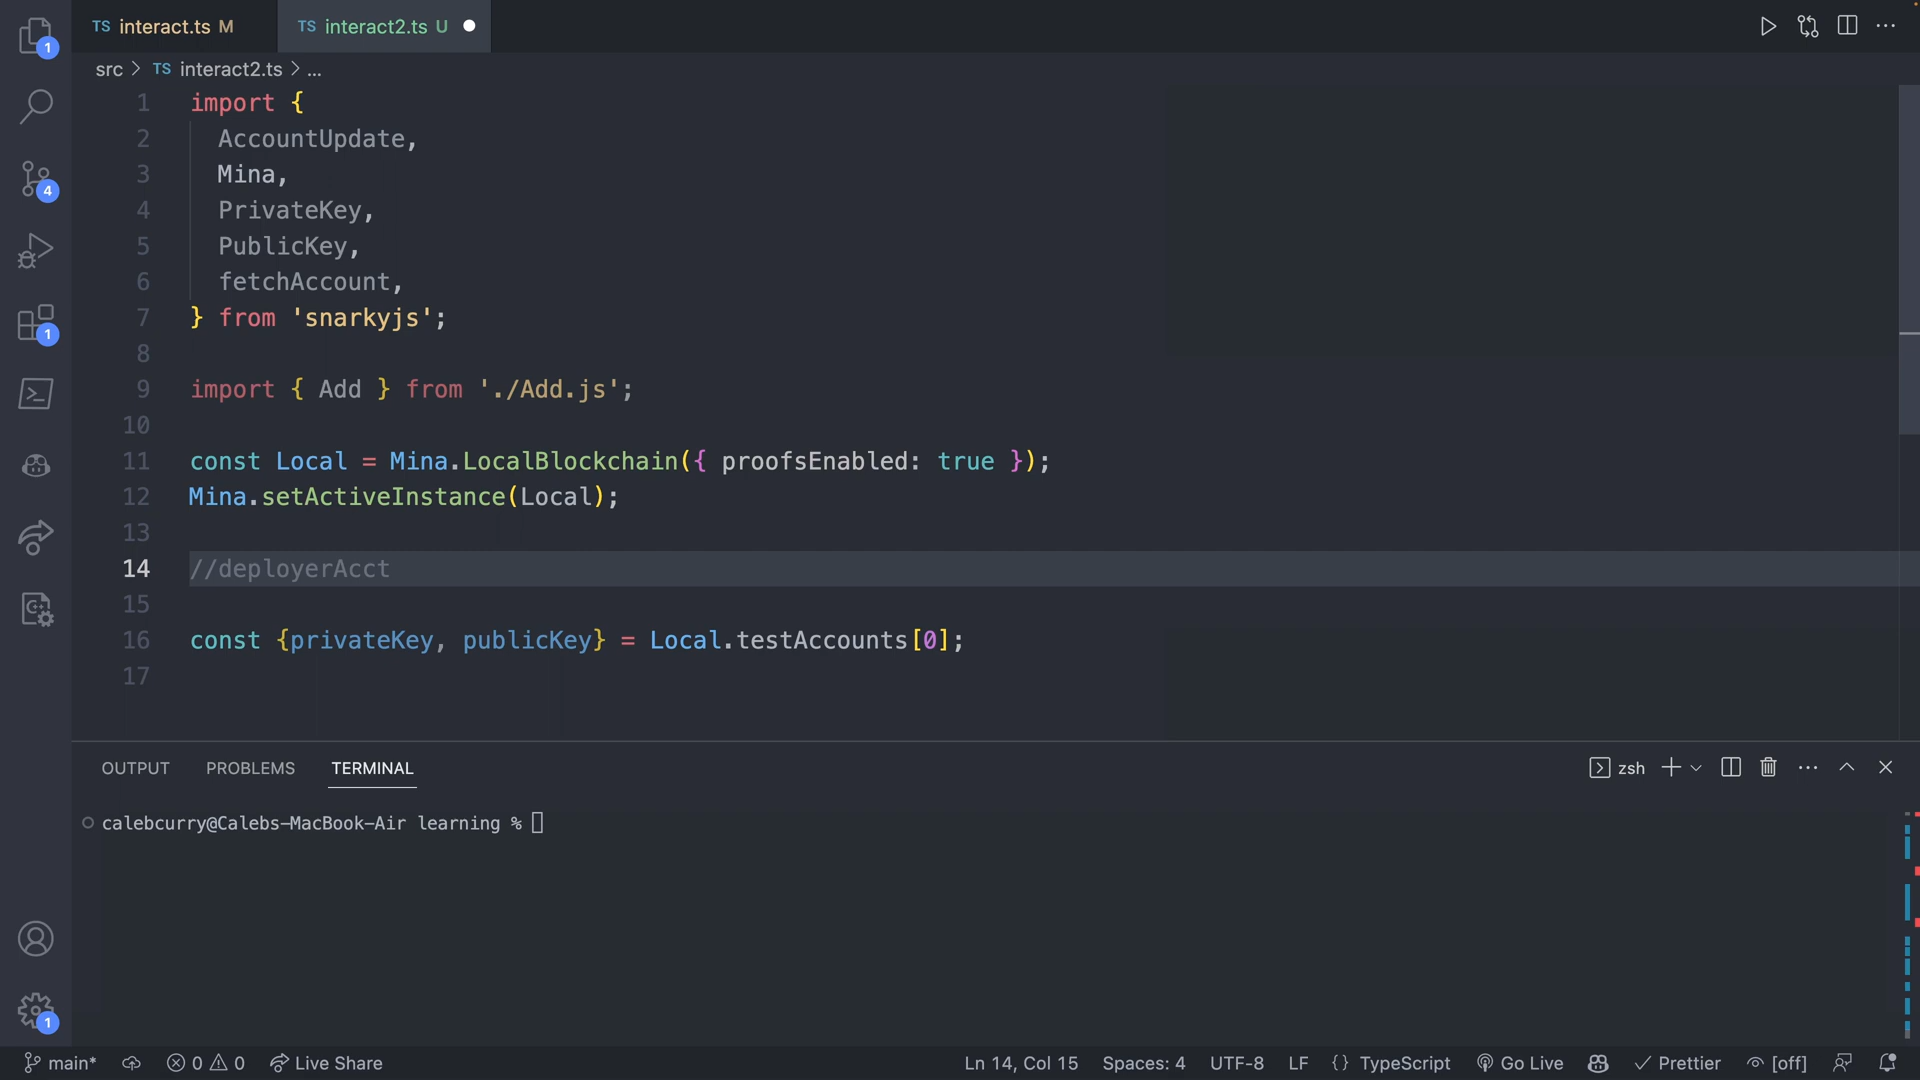 TS interact.ts M
TS interact2.ts U
src > TS interact2.ts > ...
1 import {
2 AccountUpdate,
3 Mina,
4 PrivateKey,
5 PublicKey,
6 fetchAccount,
7 } from 'snarkyjs';
8
9 import { Add } from './Add.js';
10
11 const Local = Mina.LocalBlockchain({ proofsEnabled: true });
12 Mina.setActiveInstance(Local);
13
14 //deployerAcct
15
16 const {privateKey, publicKey} = Local.testAccounts[0];
17
1
4
1
1
OUTPUT PROBLEMS TERMINAL
zsh
calebcurry@Calebs-MacBook-Air learning %
main* 0 0 Live Share
Ln 14, Col 15 Spaces: 4 UTF-8 LF {} TypeScript Go Live Prettier [off]